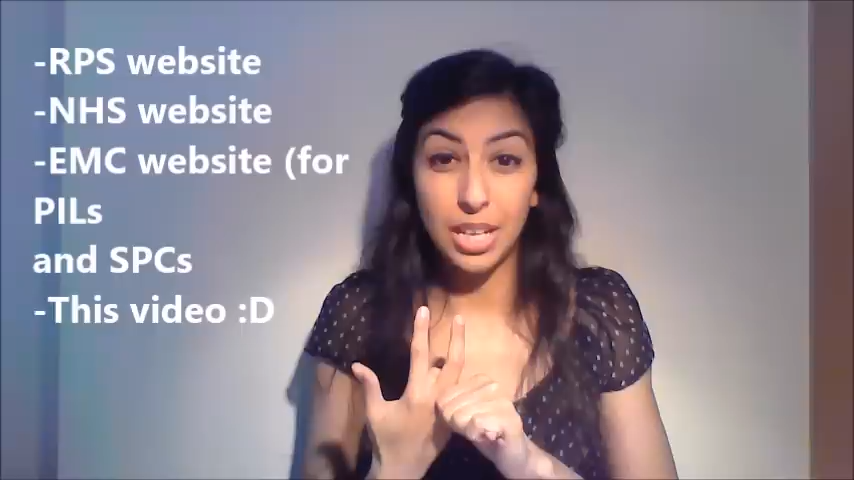 -RPS website
-NHS website
-EMC website (for
PILs
and SPCs
-This video :D